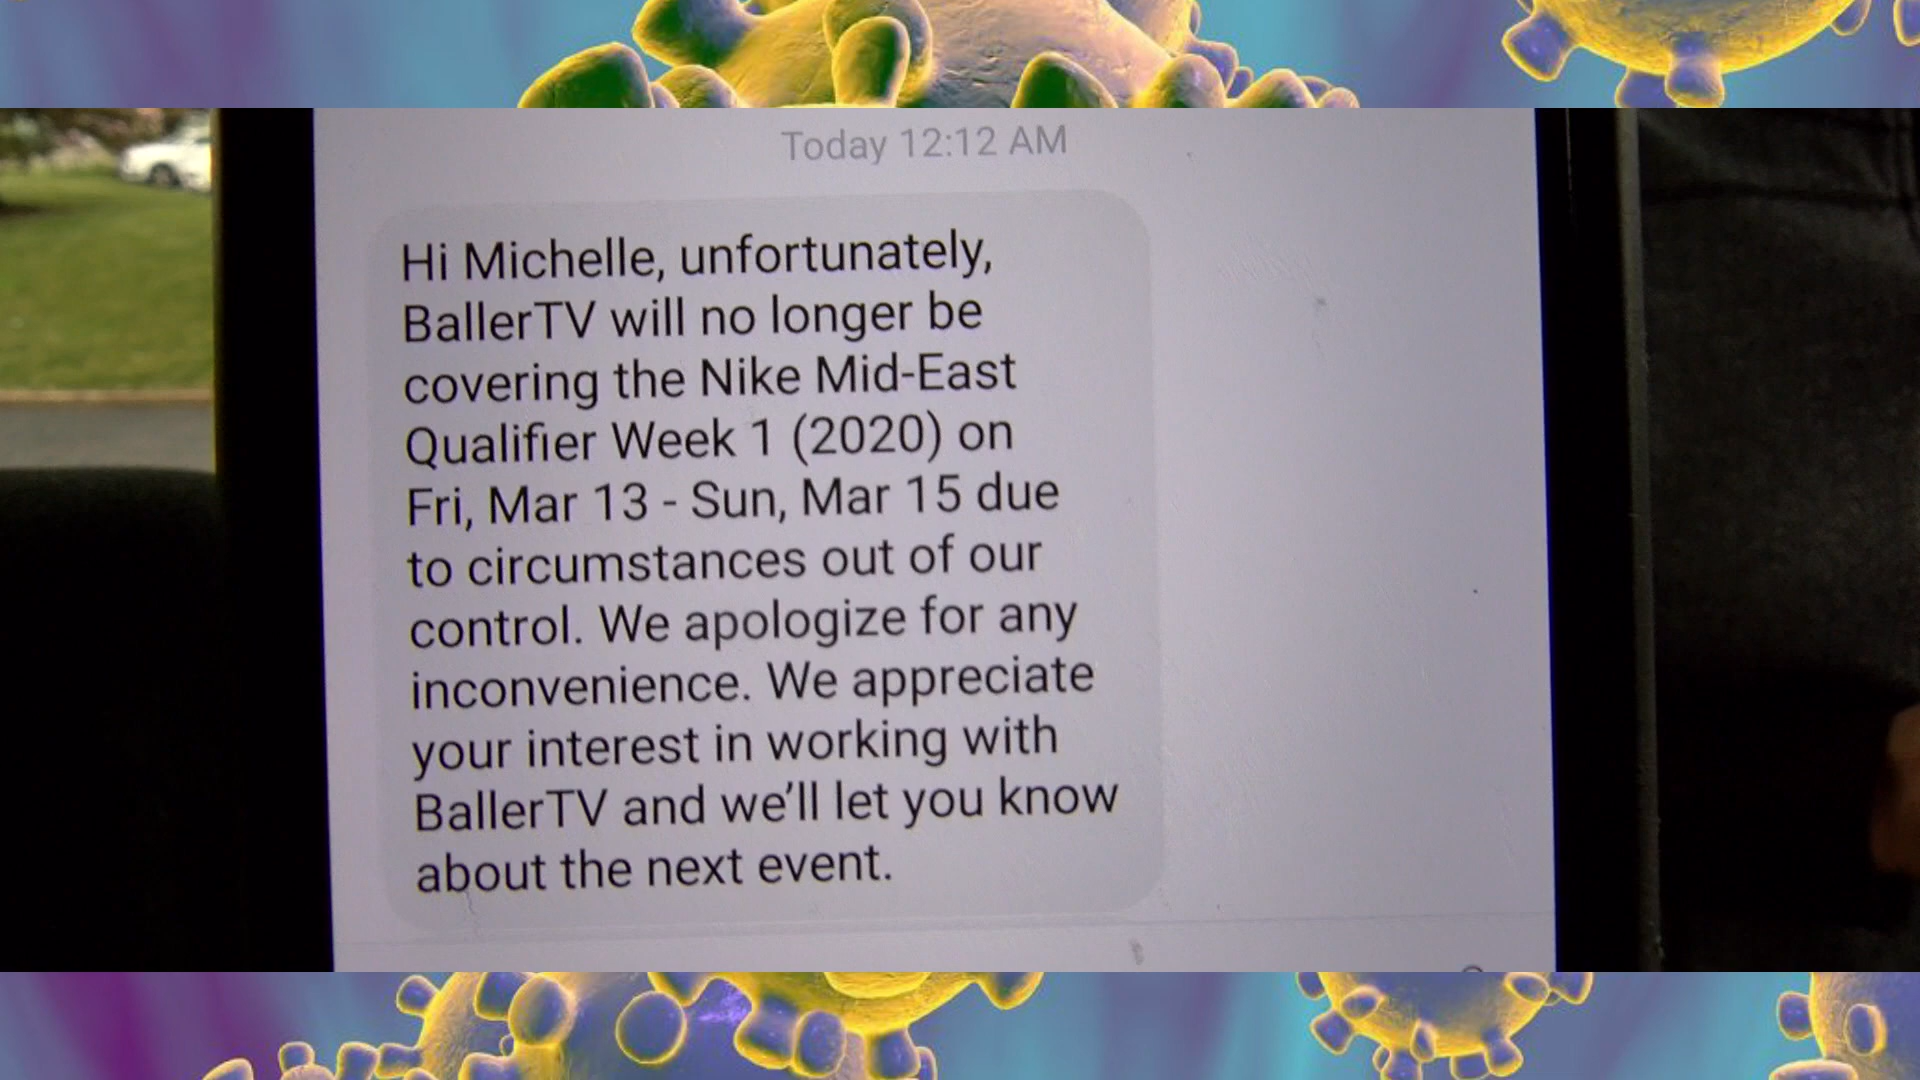 Today 12:12 AM
Hi Michelle, unfortunately,
BallerTV will no longer be
covering the Nike Mid-East
Qualifier Week 1 (2020) on
Fri, Mar 13 - Sun, Mar 15 due
to circumstances out of our
control. We apologize for any
inconvenience. We appreciate
your interest in working with
BallerTV and we'll let you know
about the next event.